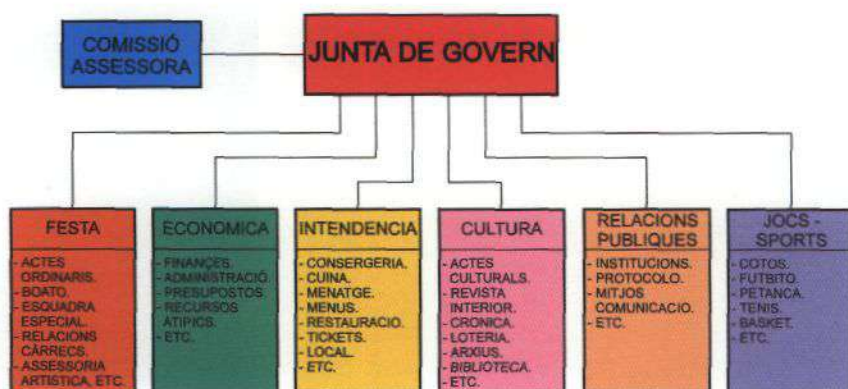 COMISSIÓ
ASSESSORA
JUNTA DE GOVERN
FESTA
- ACTES
ORDINARIS.
- BOATO.
- ESQUADRA
ESPECIAL.
- RELACIONS
CÀRRECS.
- ASSESSORIA
ARTISTICA, ETC.
ECONOMICA
- FINANÇES.
- ADMINISTRACIÓ.
- PRESUPOSTOS
- RECURSOS
ATIPICS.
- ETC.
INTENDENCIA
- CONSERGERIA.
- CUINA.
- MENATGE.
- MENUS.
- RESTAURACIO.
- TICKETS.
- LOCAL.
- ETC.
CULTURA
- ACTES
CULTURALS.
- REVISTA
INTERIOR.
- CRONICA.
- LOTERIA.
- ARXIUS.
- BIBLIOTECA.
- ETC.
RELACIONS
PUBLIQUES
- INSTITUCIONS.
- PROTOCOLO.
- MITJOS
COMUNICACIO.
- ETC.
JOCS -
SPORTS
- COTOS.
- FUTBITO.
- PETANCA.
- TENIS.
- BASKET.
- ETC.